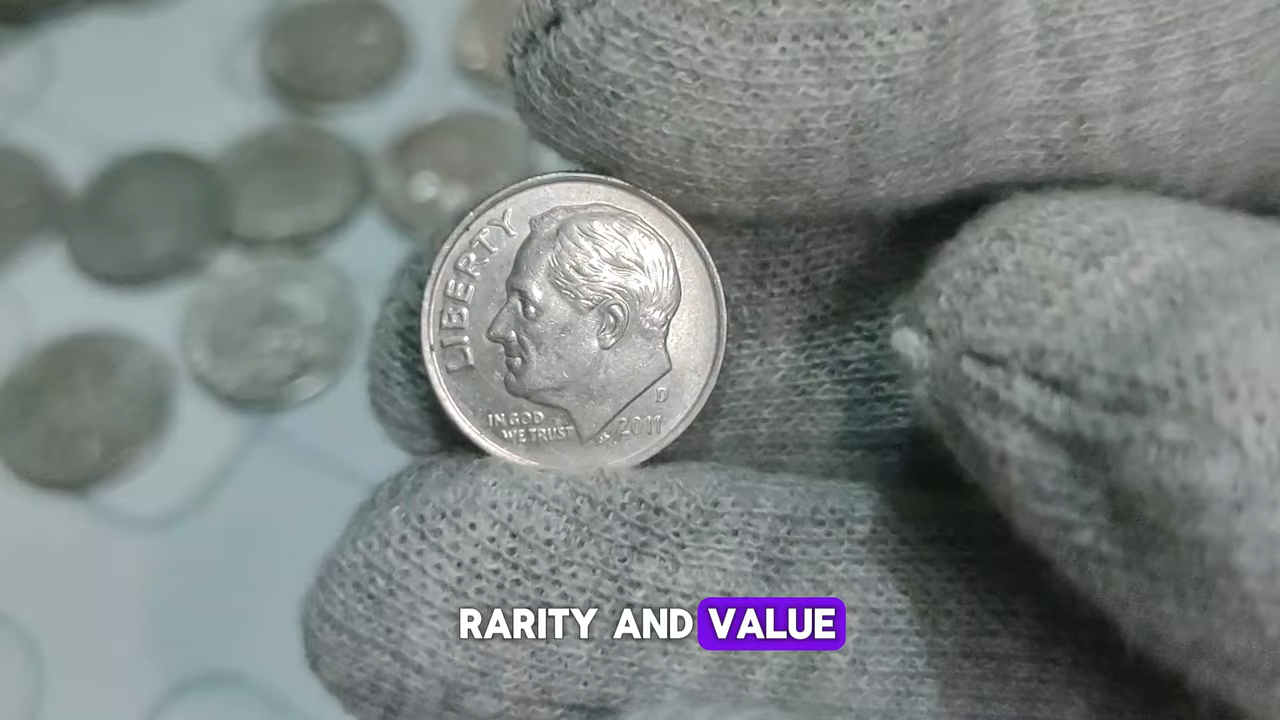 LIBERTY
IN GOD
WE TRUST
D
2011
RARITY AND VALUE